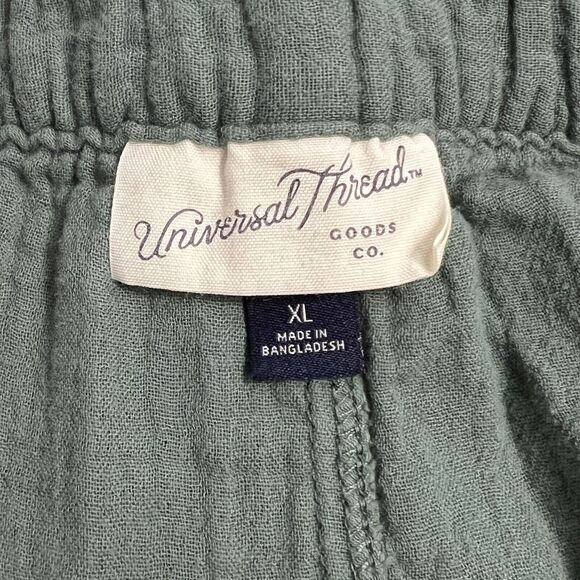 Universal Thread™
GOODS
CO.
XL
MADE IN
BANGLADESH